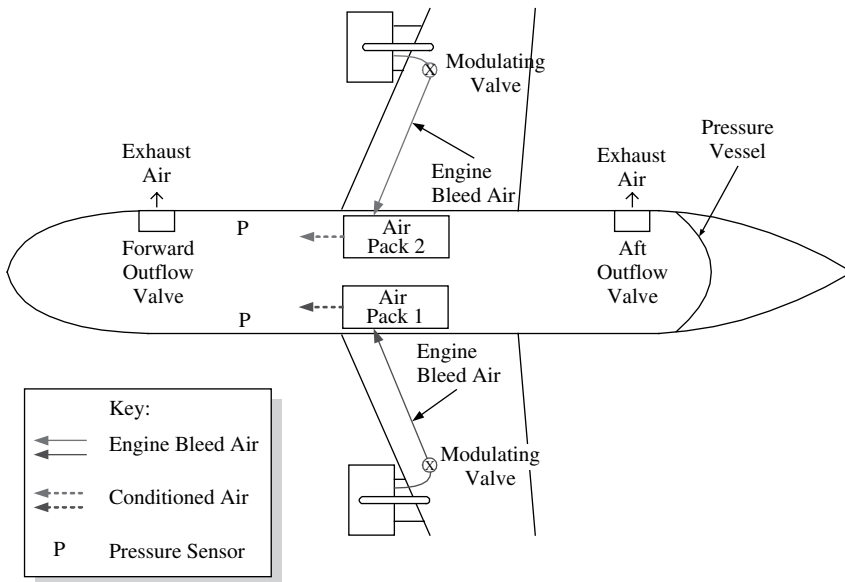 X
Modulating
Valve
Pressure
Vessel
Exhaust
Air
Exhaust
Air
Engine
Bleed Air
P
Air
Pack 2
Forward
Outflow
Valve
Aft
Outflow
Valve
Air
Pack 1
P
Engine
Bleed Air
X
Modulating
Valve
Key:
Engine Bleed Air
Conditioned Air
P Pressure Sensor